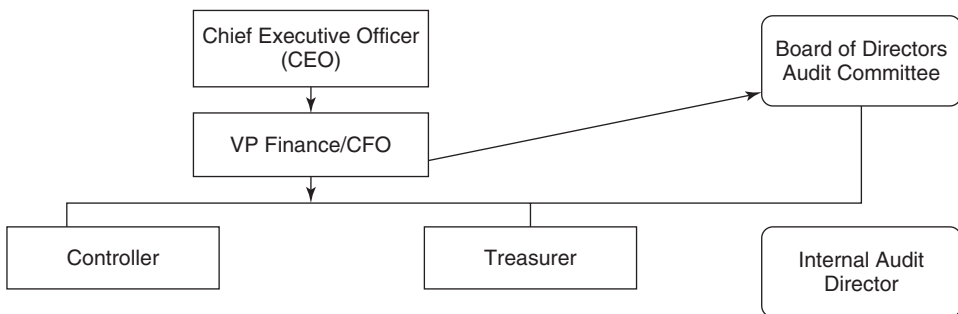 Chief Executive Officer
(CEO)
Board of Directors
Audit Committee
VP Finance/CFO
Controller
Treasurer
Internal Audit
Director